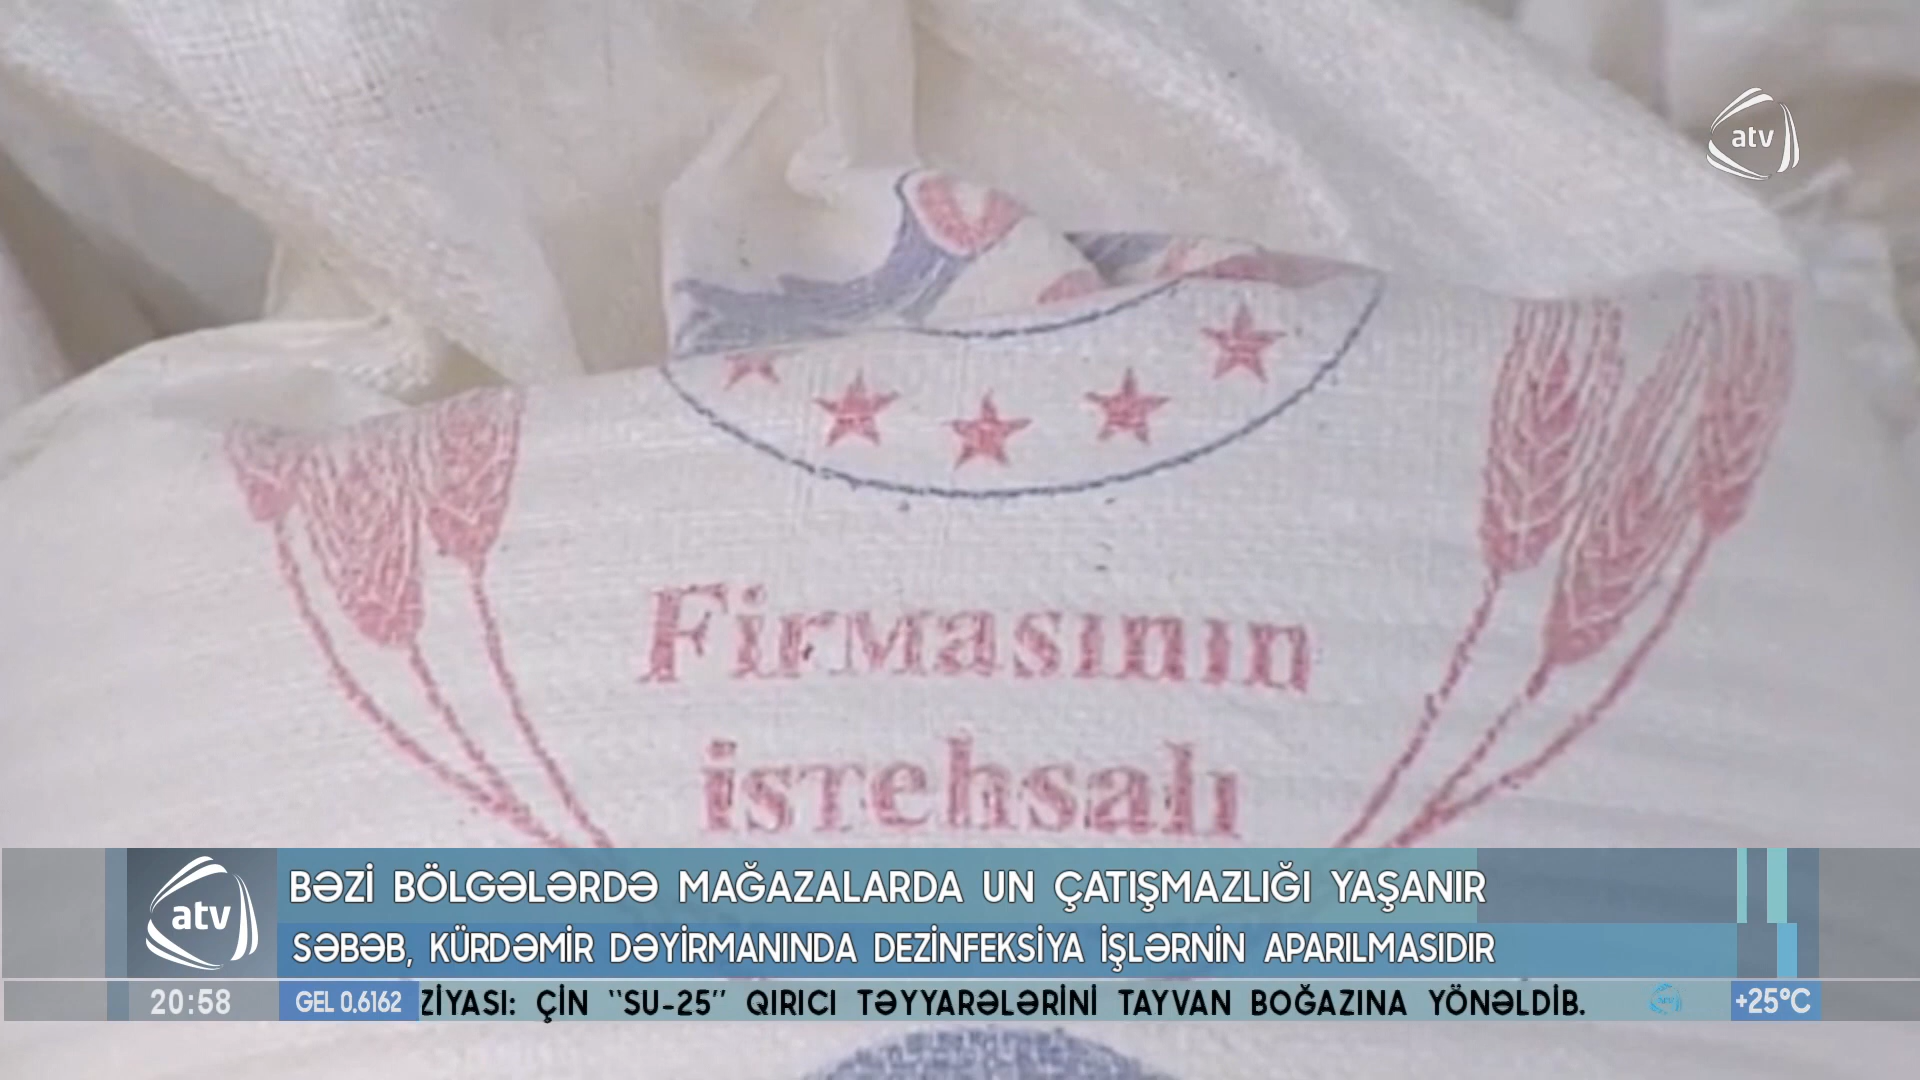 atv
Firmasının
istehsalı
atv
BƏZİ BÖLGƏLƏRDƏ MAĞAZALARDA UN ÇATIŞMAZLIĞI YAŞANIR
SƏBƏB, KÜRDƏMİR DƏYİRMANINDA DEZİNFEKSİYA İŞLƏRNİN APARILMASIDIR
20:58 GEL 0,6162 ZİYASI: ÇİN "SU-25" QIRICI TƏYYARƏLƏRİNİ TAYVAN BOĞAZINA YÖNƏLDİB. atv +25°C